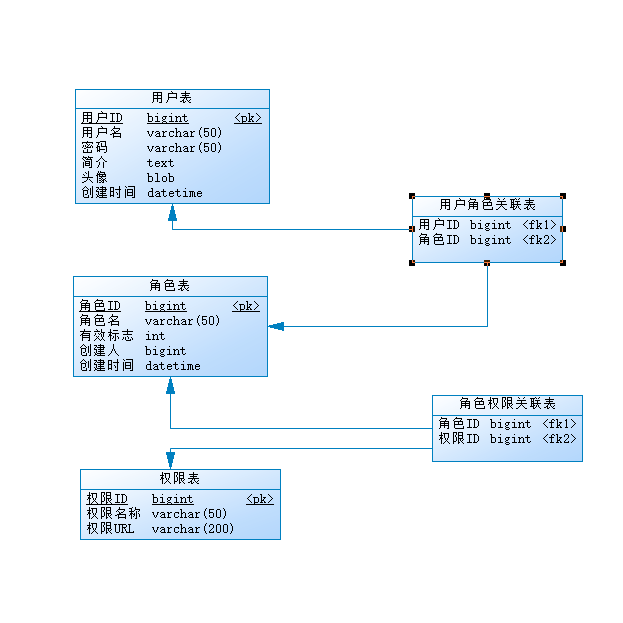 用户表
用户ID bigint <pk>
用户名 varchar(50)
密码 varchar(50)
简介 text
头像 blob
创建时间 datetime
用户角色关联表
用户ID bigint <fk1>
角色ID bigint <fk2>
角色表
角色ID bigint <pk>
角色名 varchar(50)
有效标志 int
创建人 bigint
创建时间 datetime
角色权限关联表
角色ID bigint <fk1>
权限ID bigint <fk2>
权限表
权限ID bigint <pk>
权限名称 varchar(50)
权限URL varchar(200)